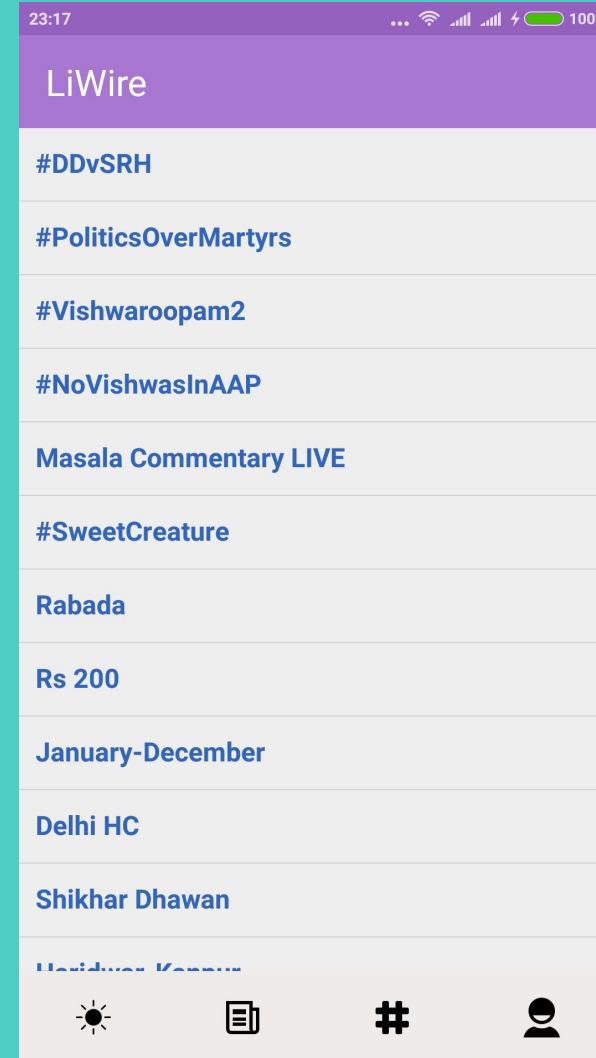 23:17
100
LiWire
#DDvSRH
#PoliticsOverMartyrs
#Vishwaroopam2
#NoVishwasInAAP
Masala Commentary LIVE
#SweetCreature
Rabada
Rs 200
January-December
Delhi HC
Shikhar Dhawan